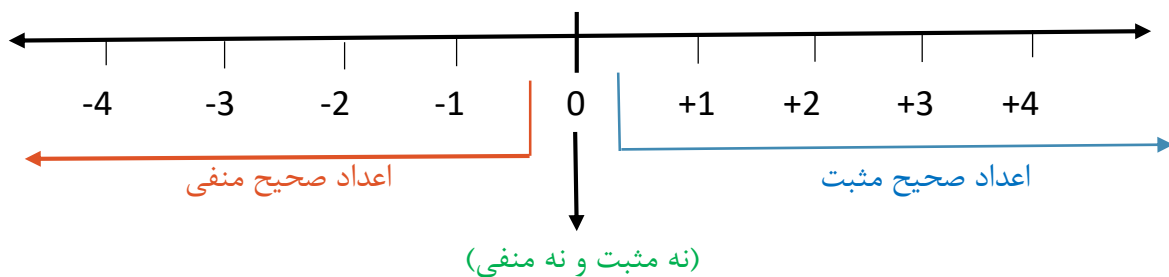 -4 -3 -2 -1 0 +1 +2 +3 +4
اعداد صحیح منفی
اعداد صحیح مثبت
(نه مثبت و نه منفی)